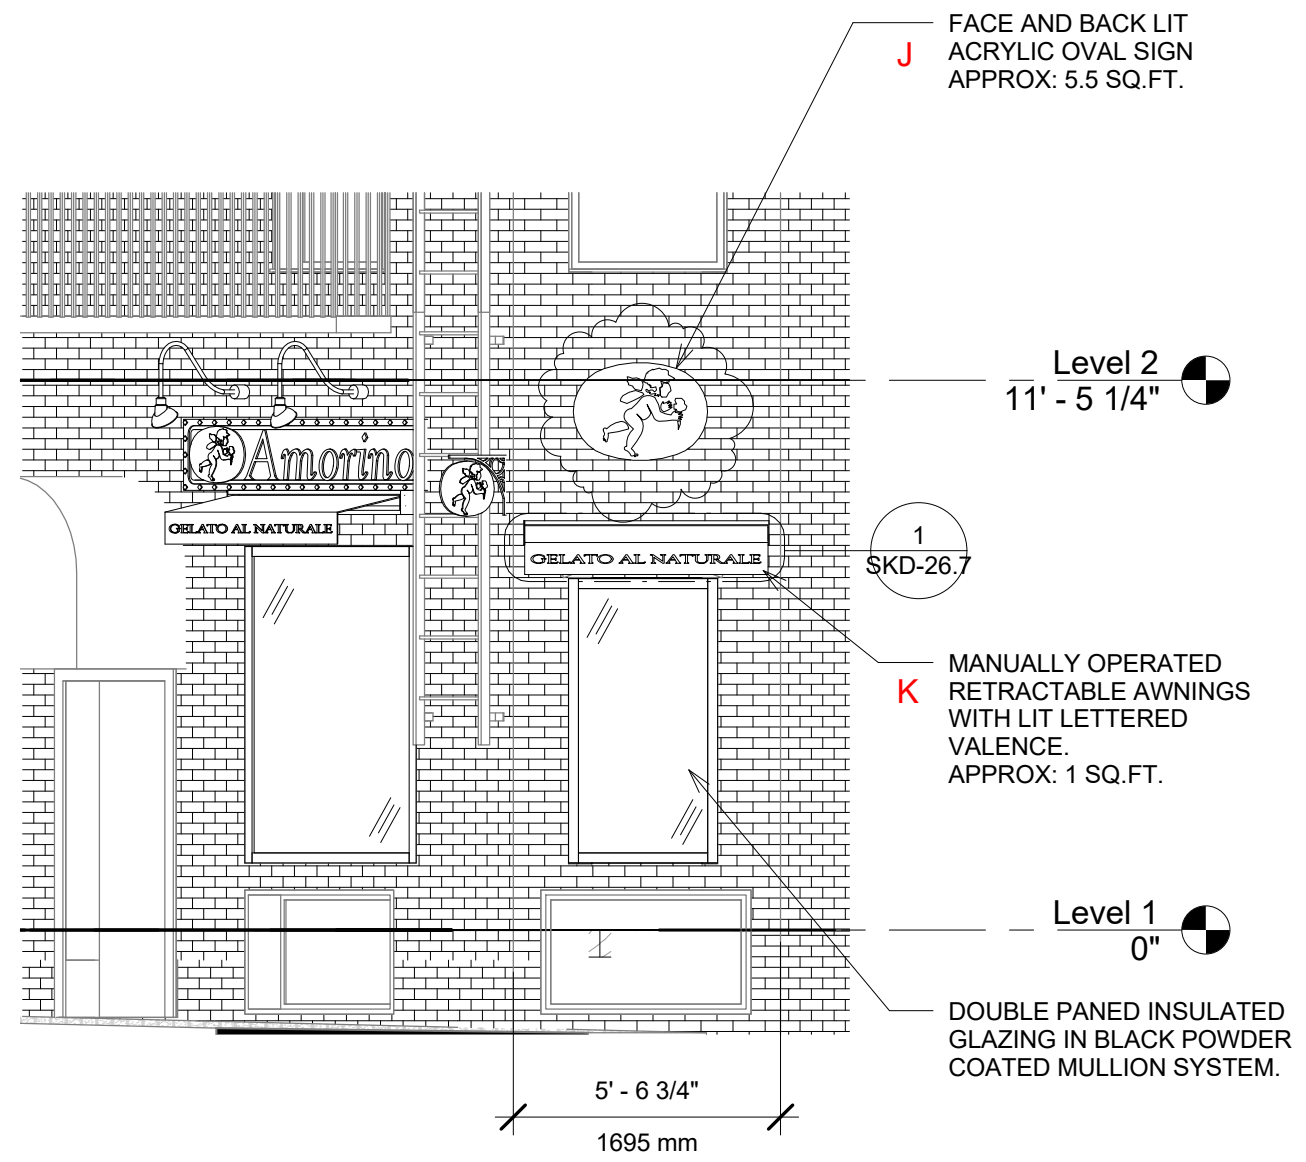 FACE AND BACK LIT
J
ACRYLIC OVAL SIGN
APPROX: 5.5 SQ.FT.
Level 2
11' - 5 1/4"
Amorino
GELATO AL NATURALE
GELATO AL NATURALE
1
SKD-26.7
MANUALLY OPERATED
K
RETRACTABLE AWNINGS
WITH LIT LETTERED
VALENCE.
APPROX: 1 SQ.FT.
Level 1
0"
DOUBLE PANED INSULATED
GLAZING IN BLACK POWDER
COATED MULLION SYSTEM.
5' - 6 3/4"
1695 mm